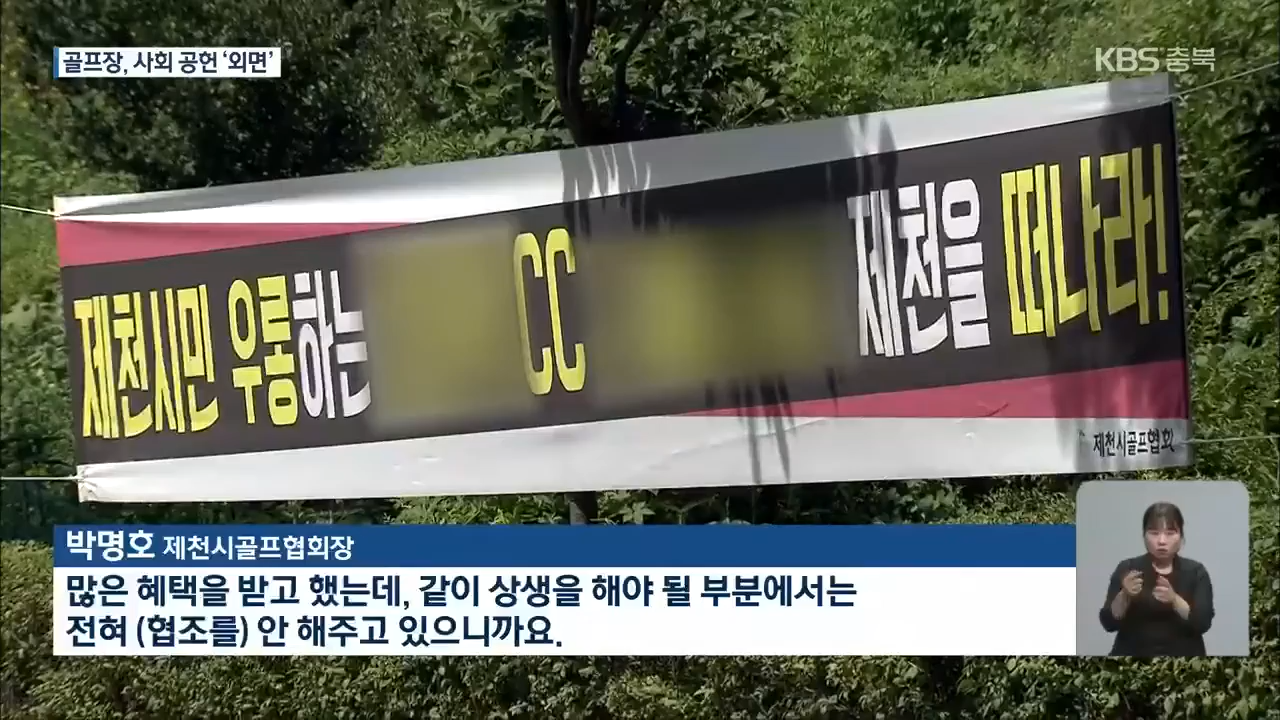 골프장, 사회 공헌 ‘외면’
KBS 충북
제천시민 우롱하는 CC 제천을 떠나라!
제천시골프협회
박명호 제천시골프협회장
많은 혜택을 받고 했는데, 같이 상생을 해야 될 부분에서는
전혀 (협조를) 안 해주고 있으니까요.